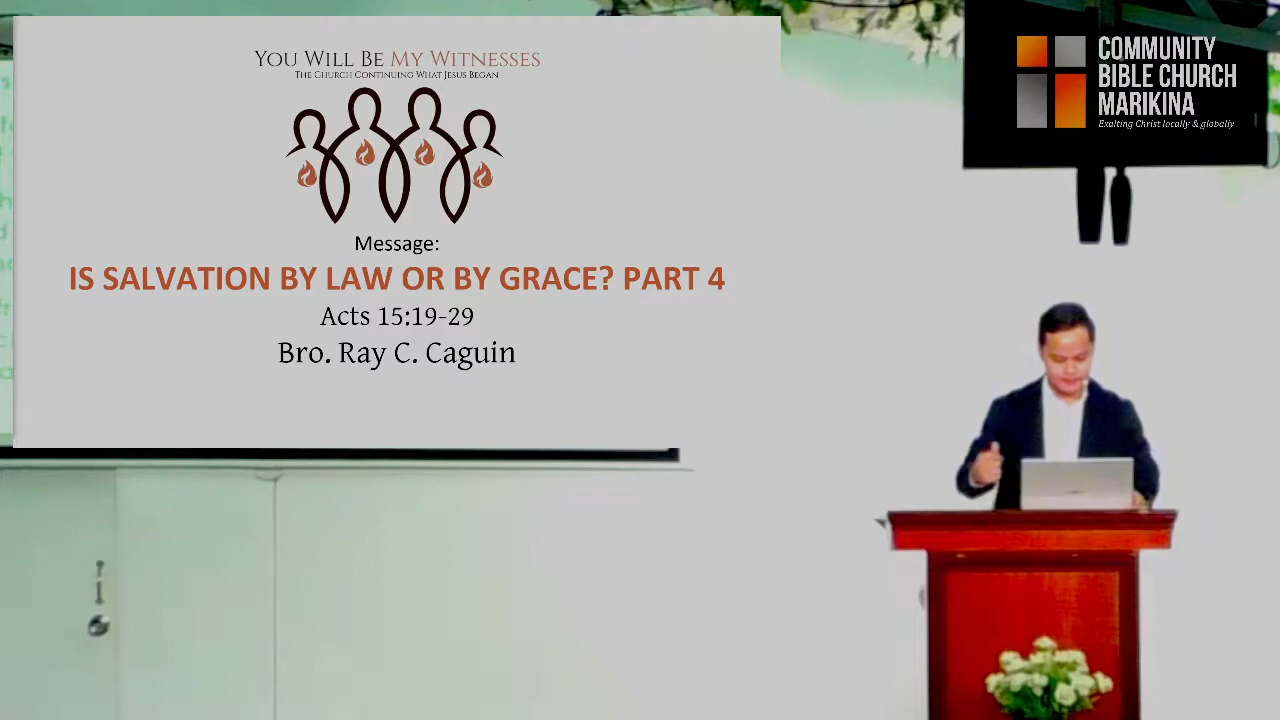 You Will Be My Witnesses
The Church Continuing What Jesus Began
Message:
IS SALVATION BY LAW OR BY GRACE? PART 4
Acts 15:19-29
Bro. Ray C. Caguin
COMMUNITY
BIBLE CHURCH
MARIKINA
Exalting Christ locally & globally